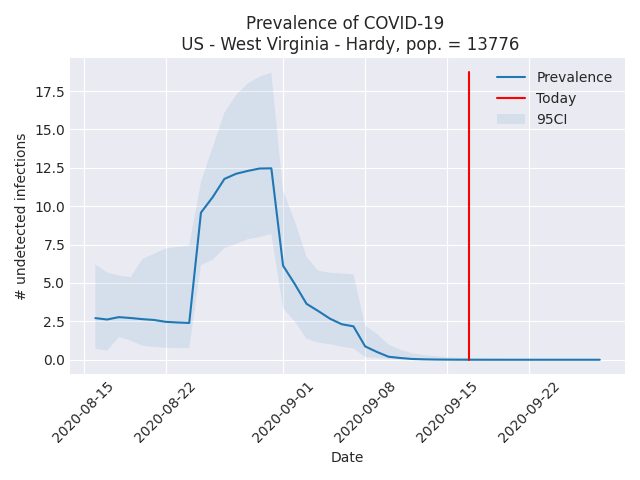 Prevalence of COVID-19
US - West Virginia - Hardy, pop. = 13776
Prevalence
Today
95CI
# undetected infections
17.5
15.0
12.5
10.0
7.5
5.0
2.5
0.0
2020-08-15
2020-08-22
2020-09-01
2020-09-08
2020-09-15
2020-09-22
Date